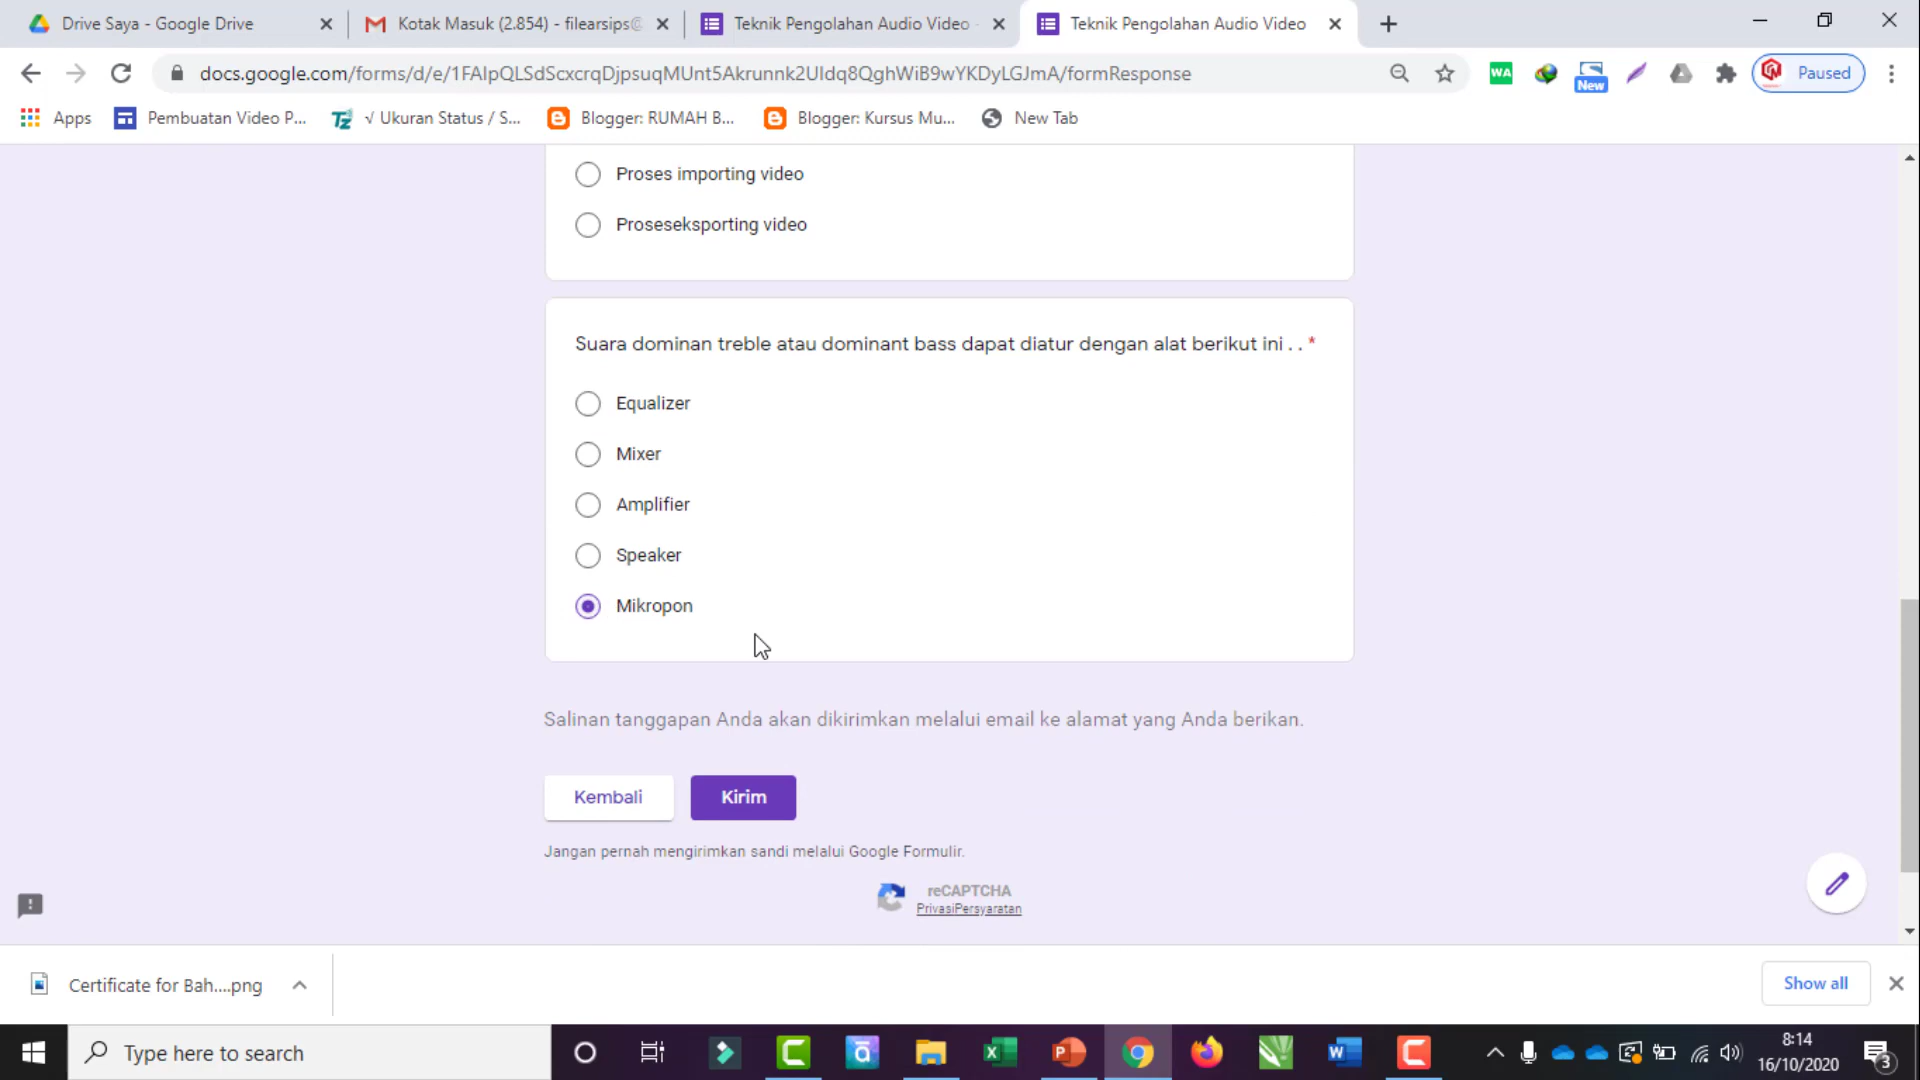 Drive Saya - Google Drive
Kotak Masuk (2.854) - filearsips@
Teknik Pengolahan Audio Video -
Teknik Pengolahan Audio Video
docs.google.com/forms/d/e/1FAIpQLSdScxcrqDjpsuqMUnt5Akrunnk2UIdq8QghWiB9wYKDyLGJmA/formResponse
WA
New
Paused
Apps
Pembuatan Video P...
√ Ukuran Status / S...
Blogger: RUMAH B...
Blogger: Kursus Mu...
New Tab
Proses importing video
Proseseksporting video
Suara dominan treble atau dominant bass dapat diatur dengan alat berikut ini . . *
Equalizer
Mixer
Amplifier
Speaker
Mikropon
Salinan tanggapan Anda akan dikirimkan melalui email ke alamat yang Anda berikan.
Kembali
Kirim
Jangan pernah mengirimkan sandi melalui Google Formulir.
reCAPTCHA
PrivasiPersyaratan
Certificate for Bah....png
Show all
Type here to search
8:14
16/10/2020
3